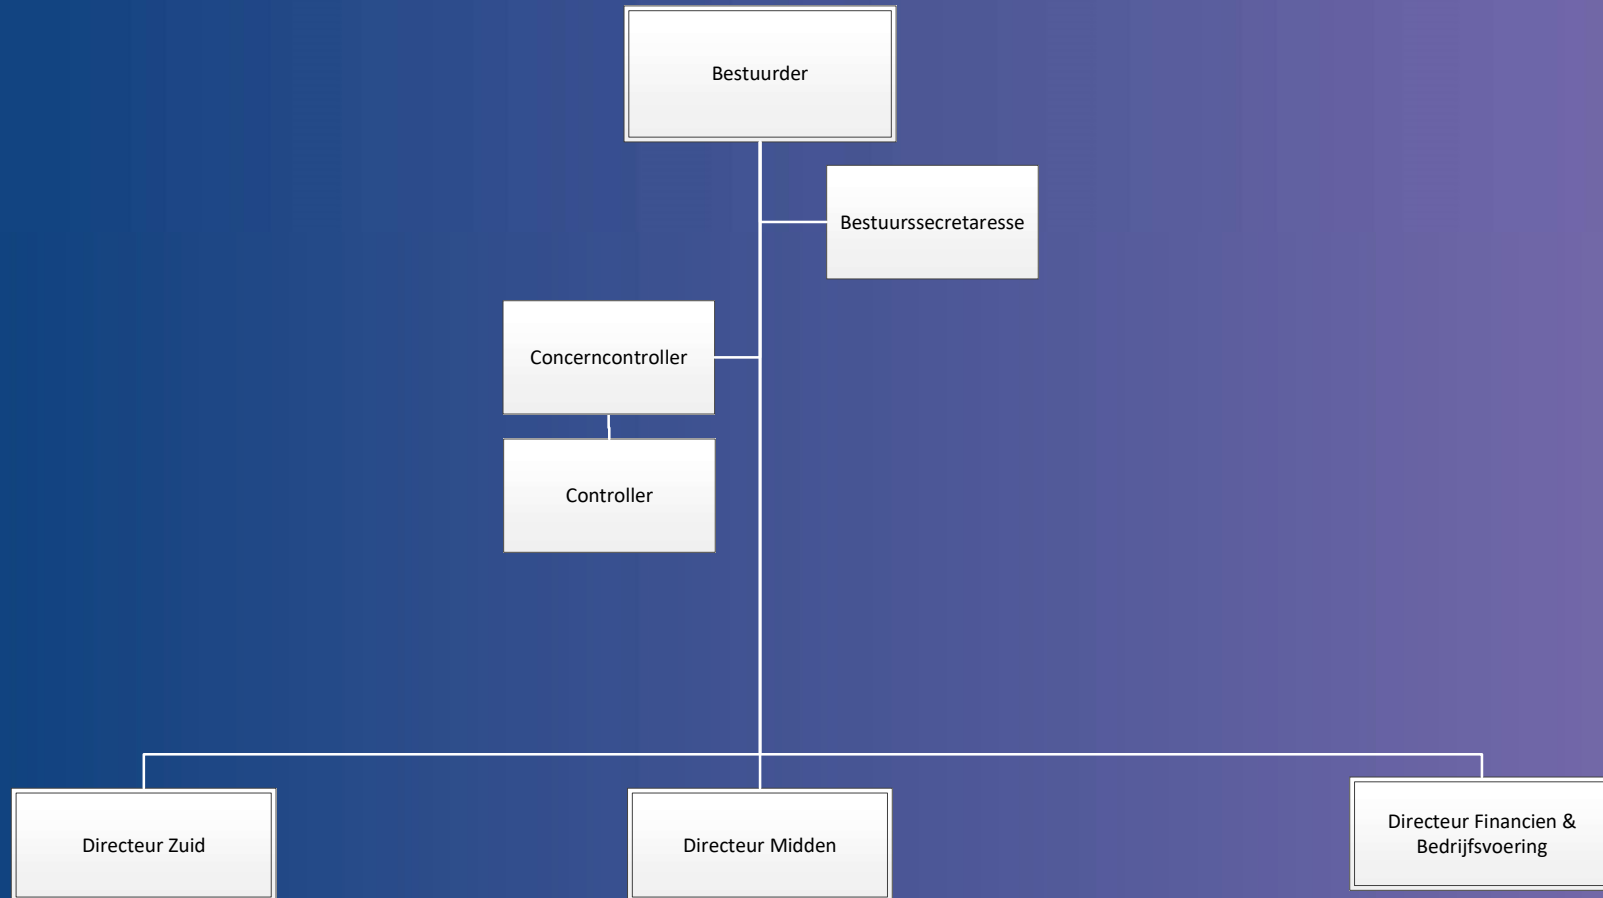 Bestuurder
Bestuurssecretaresse
Concerncontroller
Controller
Directeur Zuid
Directeur Midden
Directeur Financien &
Bedrijfsvoering